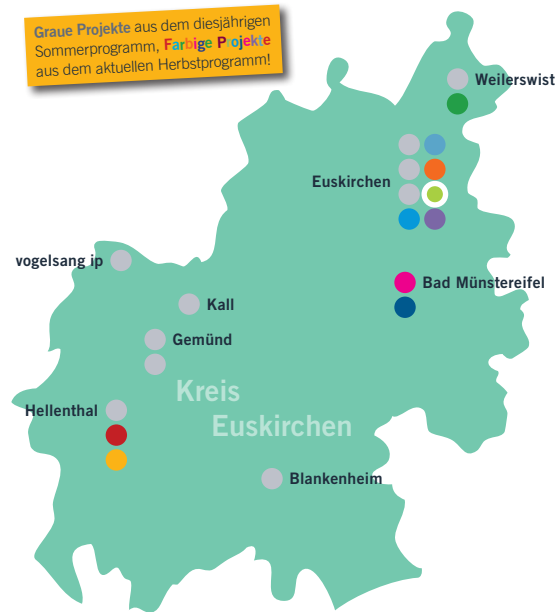 Graue Projekte aus dem diesjährigen
Sommerprogramm, Farbige Projekte
aus dem aktuellen Herbstprogramm!
Weilerswist
Euskirchen
vogelsang ip
Bad Münstereifel
Kall
Gemünd
Kreis
Euskirchen
Hellenthal
Blankenheim